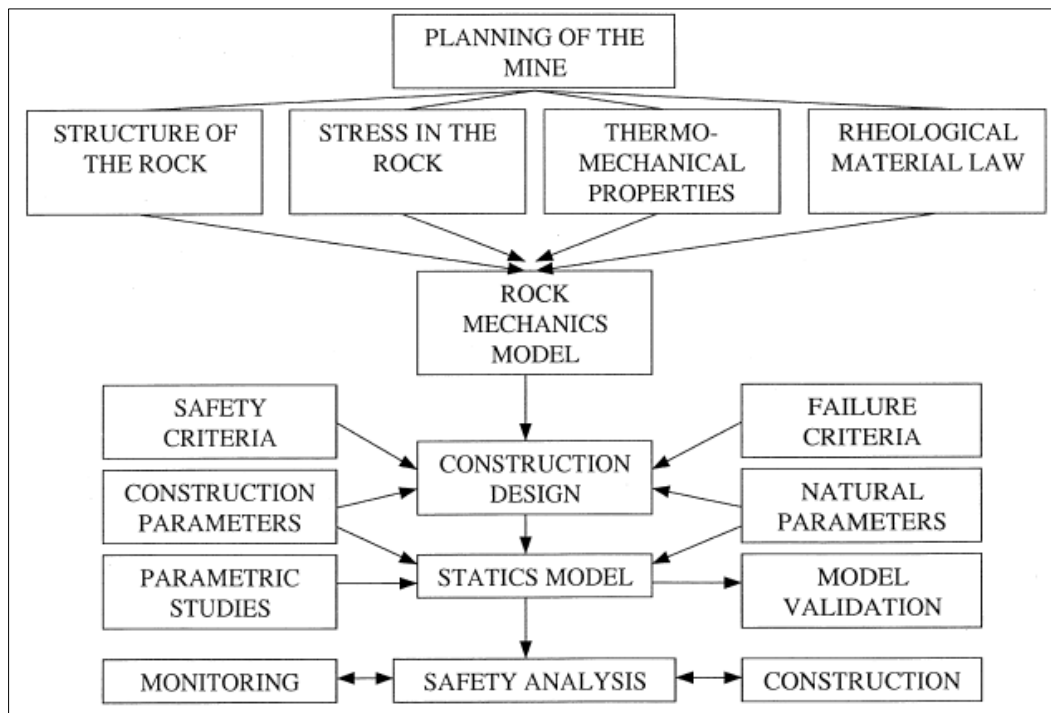 PLANNING OF THE
MINE
STRUCTURE OF
THE ROCK
STRESS IN THE
ROCK
THERMO-
MECHANICAL
PROPERTIES
RHEOLOGICAL
MATERIAL LAW
ROCK
MECHANICS
MODEL
SAFETY
CRITERIA
FAILURE
CRITERIA
CONSTRUCTION
DESIGN
CONSTRUCTION
PARAMETERS
NATURAL
PARAMETERS
PARAMETRIC
STUDIES
STATICS MODEL
MODEL
VALIDATION
MONITORING
SAFETY ANALYSIS
CONSTRUCTION